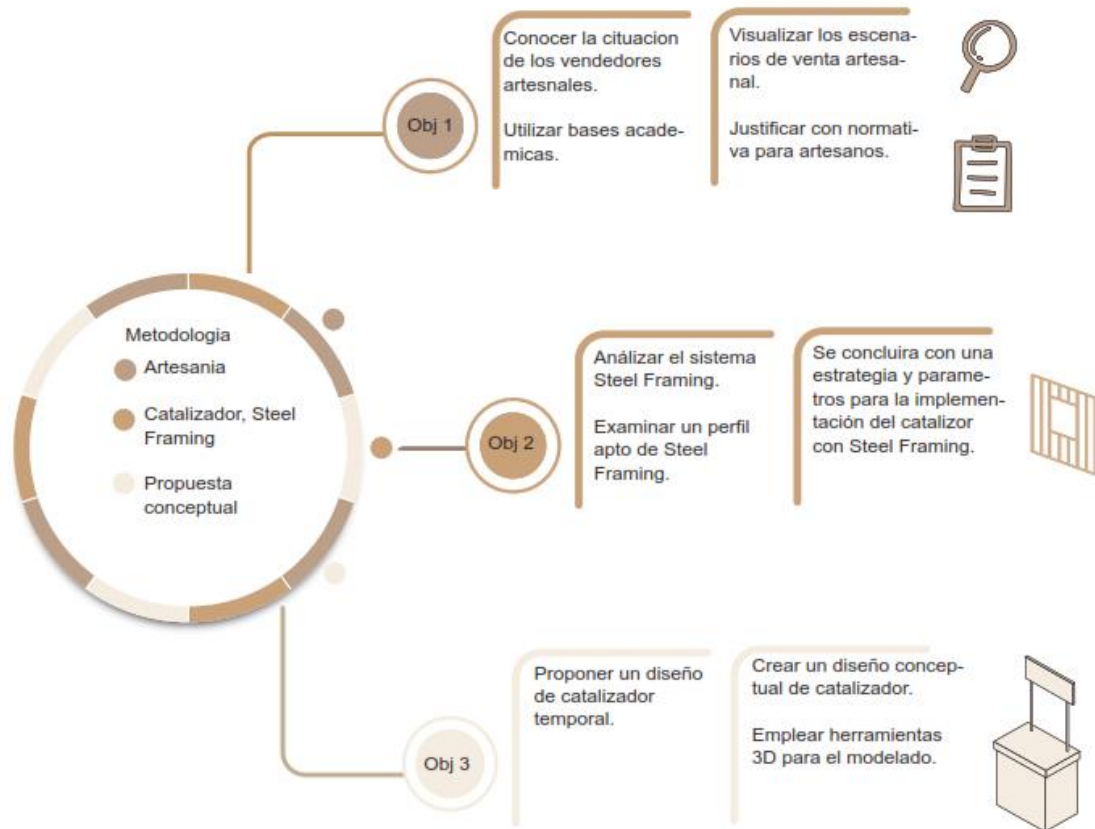 Conocer la cituacion
de los vendedores
artesnales.
Utilizar bases acade-
micas.
Visualizar los escena-
rios de venta artesa-
nal.
Justificar con normati-
va para artesanos.
Obj 1
Metodologia
Artesania
Catalizador, Steel
Framing
Propuesta
conceptual
Obj 2
Análizar el sistema
Steel Framing.
Examinar un perfil
apto de Steel
Framing.
Se concluira con una
estrategia y parame-
tros para la implemen-
tación del catalizor
con Steel Framing.
Obj 3
Proponer un diseño
de catalizador
temporal.
Crear un diseño concep-
tual de catalizador.
Emplear herramientas
3D para el modelado.